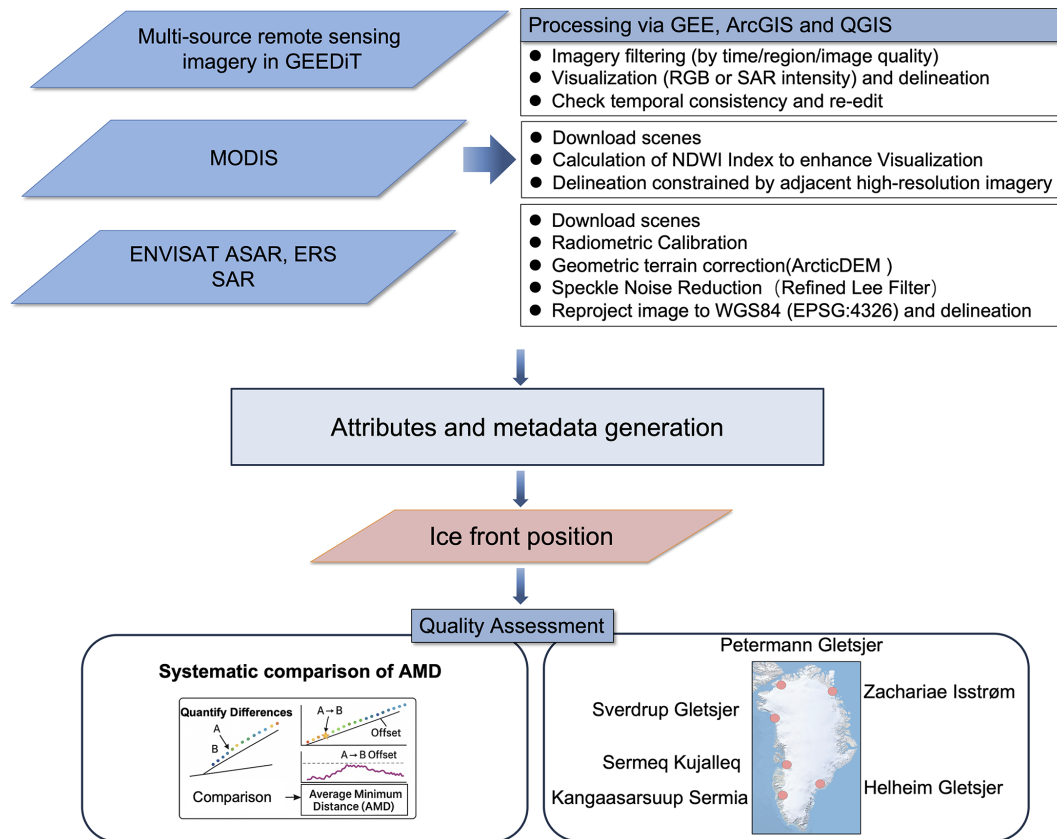 Multi-source remote sensing
imagery in GEEDiT
MODIS
ENVISAT ASAR, ERS
SAR
Processing via GEE, ArcGIS and QGIS
● Imagery filtering (by time/region/image quality)
● Visualization (RGB or SAR intensity) and delineation
● Check temporal consistency and re-edit
● Download scenes
● Calculation of NDWI Index to enhance Visualization
● Delineation constrained by adjacent high-resolution imagery
● Download scenes
● Radiometric Calibration
● Geometric terrain correction(ArcticDEM )
● Speckle Noise Reduction（Refined Lee Filter）
● Reproject image to WGS84 (EPSG:4326) and delineation
Attributes and metadata generation
Ice front position
Quality Assessment
Systematic comparison of AMD
Quantify Differences
A
B
Comparison
A→B
Offset
A→B Offset
Average Minimum
Distance (AMD)
Petermann Gletsjer
Zachariae Isstrøm
Sverdrup Gletsjer
Sermeq Kujalleq
Kangaasarsuup Sermia
Helheim Gletsjer